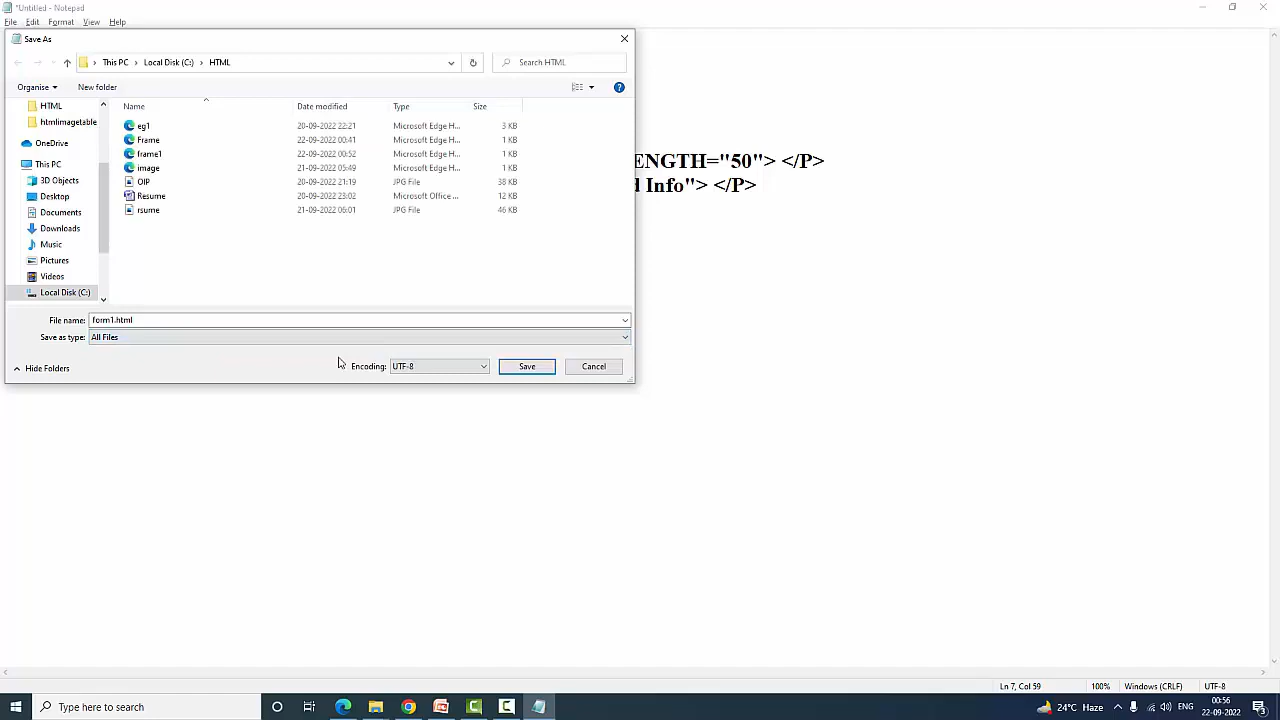 *Untitled - Notepad
File Edit Format View Help
Save As
This PC Local Disk (C:) HTML
Search HTML
Organise New folder
Name Date modified Type Size
HTML
htmlimagetable
OneDrive
This PC
3D Objects
Desktop
Documents
Downloads
Music
Pictures
Videos
Local Disk (C:)
eg1 20-09-2022 22:21 Microsoft Edge H... 3 KB
Frame 22-09-2022 00:41 Microsoft Edge H... 1 KB
frame1 22-09-2022 00:52 Microsoft Edge H... 1 KB
image 21-09-2022 05:49 Microsoft Edge H... 1 KB
OIP 20-09-2022 21:19 JPG File 38 KB
Resume 20-09-2022 23:02 Microsoft Office ... 12 KB
rsume 21-09-2022 06:01 JPG File 46 KB
ENGTH="50"> </P>
d Info"> </P>
File name: form1.html
Save as type: All Files
Hide Folders
Encoding: UTF-8
Save
Cancel
Ln 7, Col 59 100% Windows (CRLF) UTF-8
Type here to search
24°C Haze
ENG
00:56
22-09-2022
3